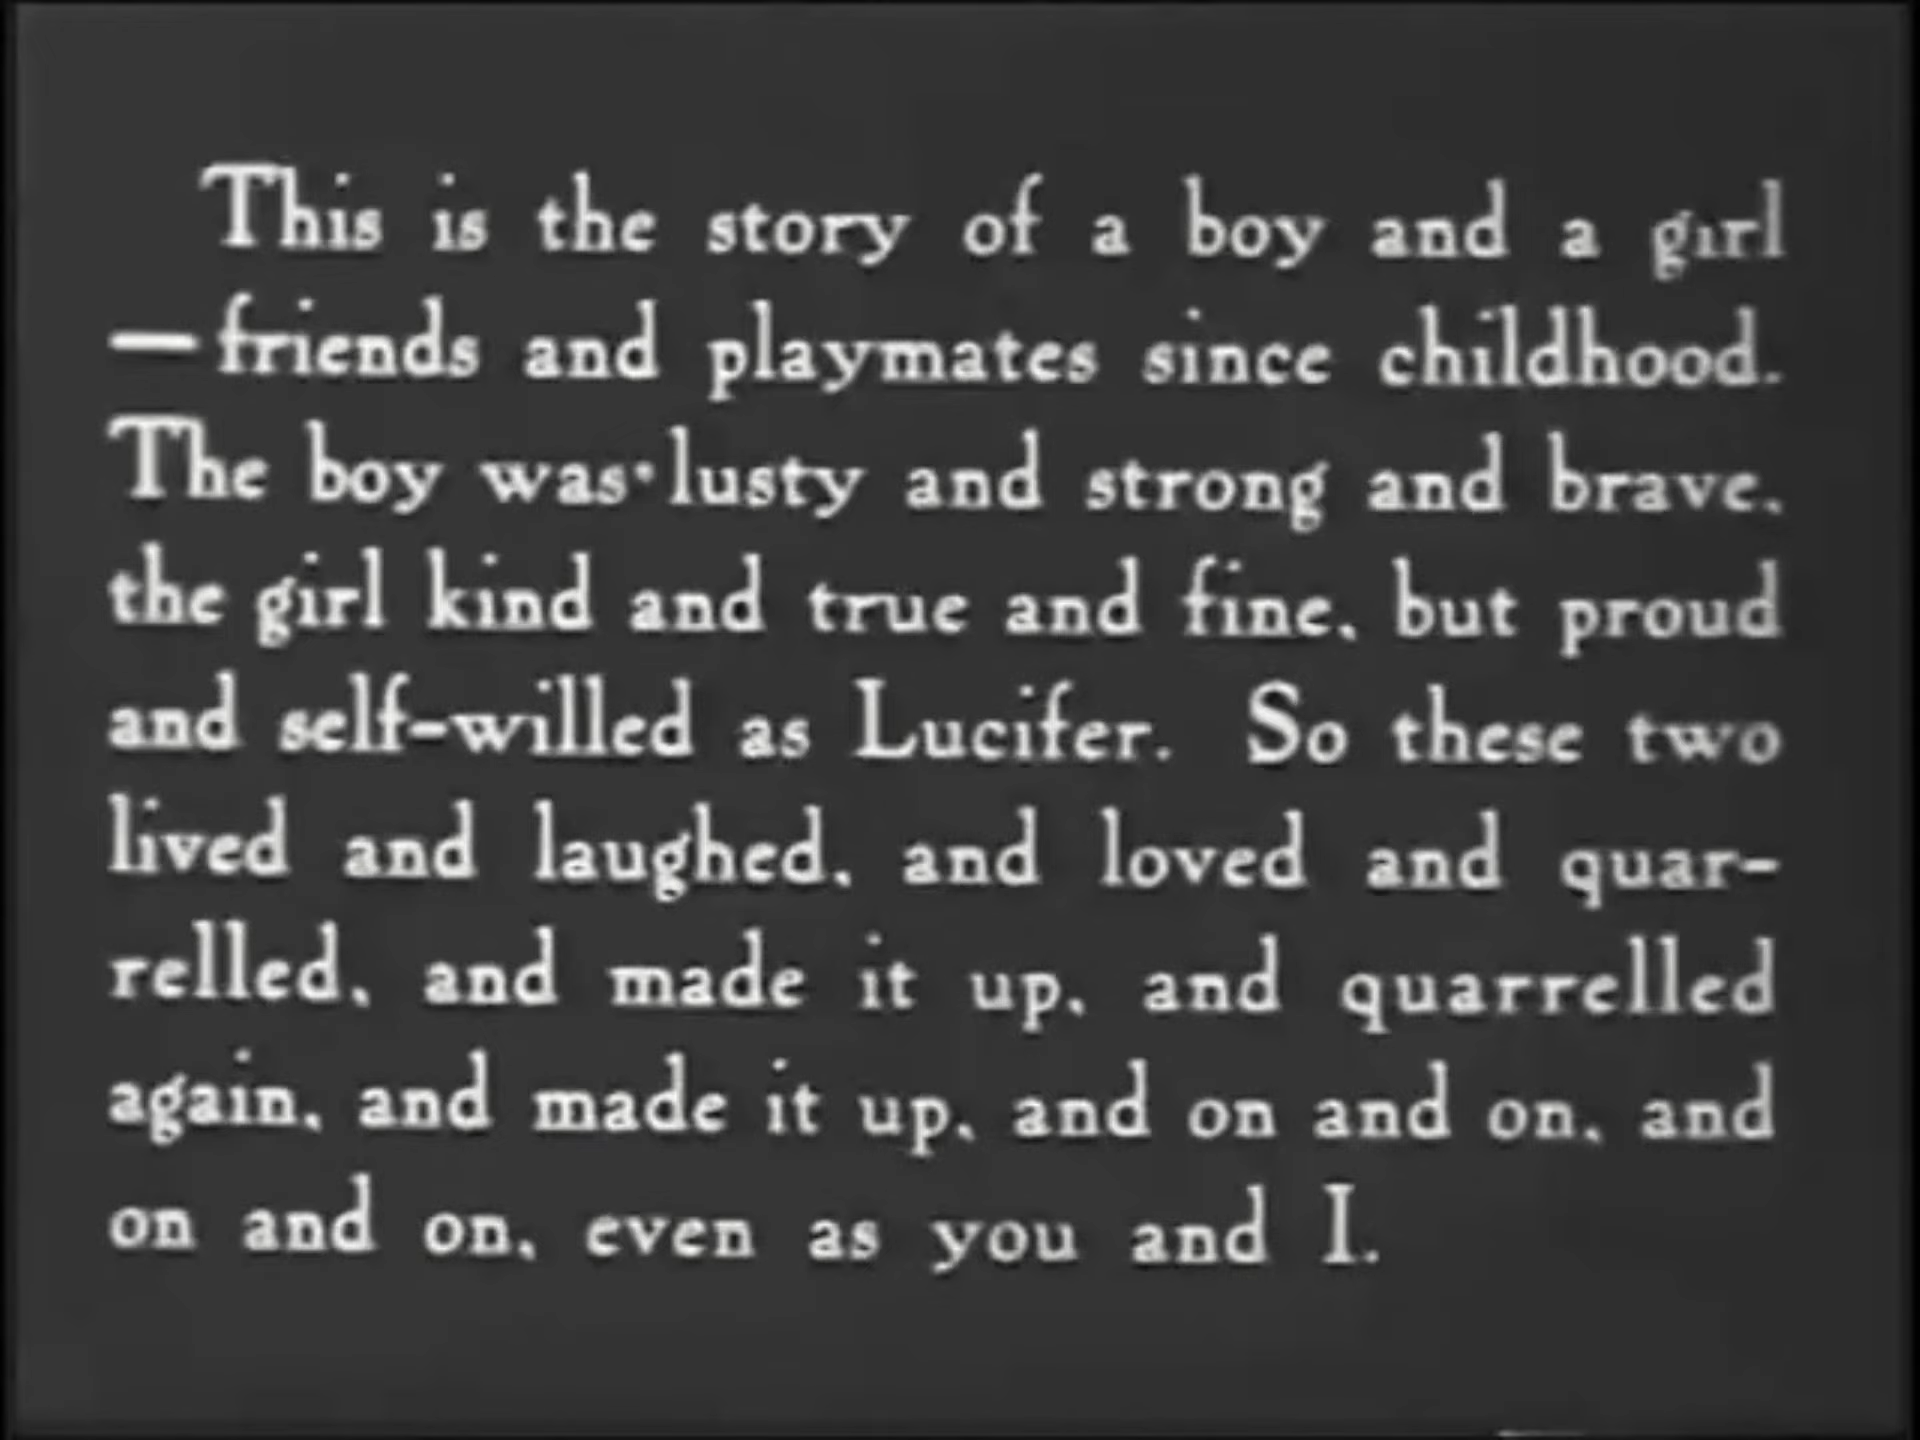 This is the story of a boy and a girl
—friends and playmates since childhood.
The boy was lusty and strong and brave,
the girl kind and true and fine, but proud
and self-willed as Lucifer. So these two
lived and laughed, and loved and quar-
relled, and made it up, and quarrelled
again, and made it up, and on and on, and
on and on, even as you and I.